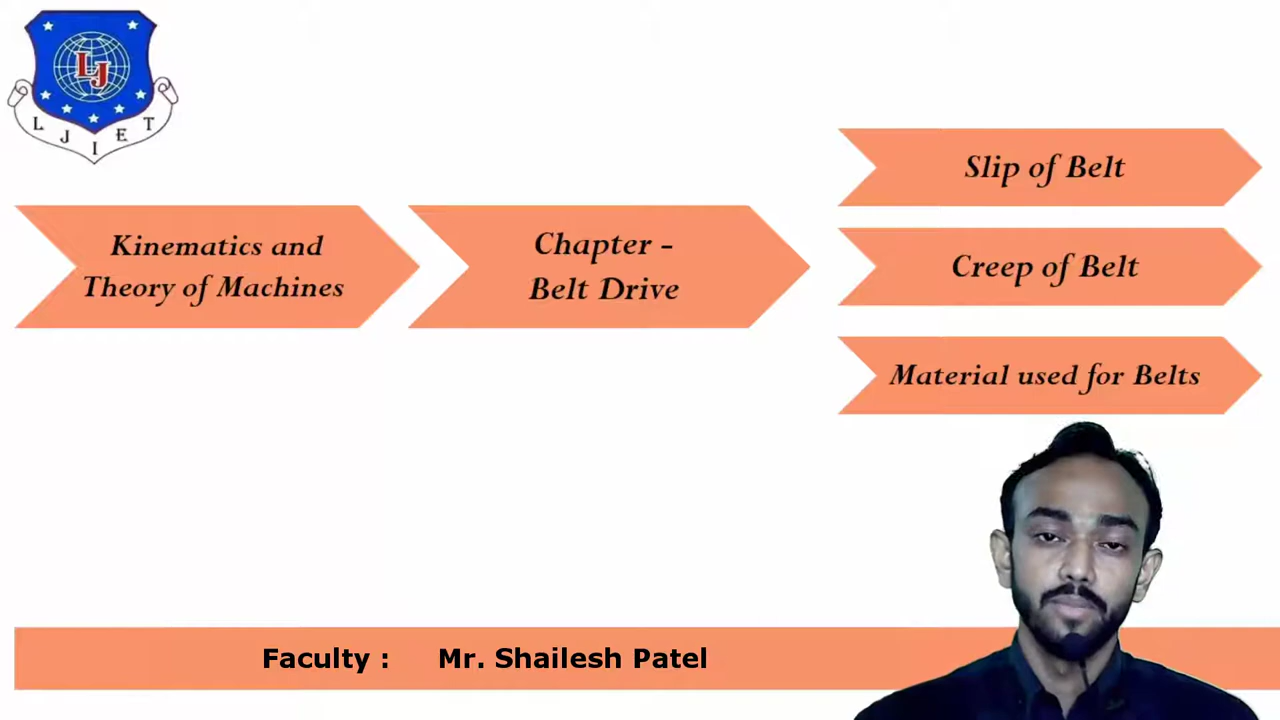 LJ
L J I E T
Kinematics and
Theory of Machines
Chapter -
Belt Drive
Slip of Belt
Creep of Belt
Material used for Belts
Faculty : Mr. Shailesh Patel